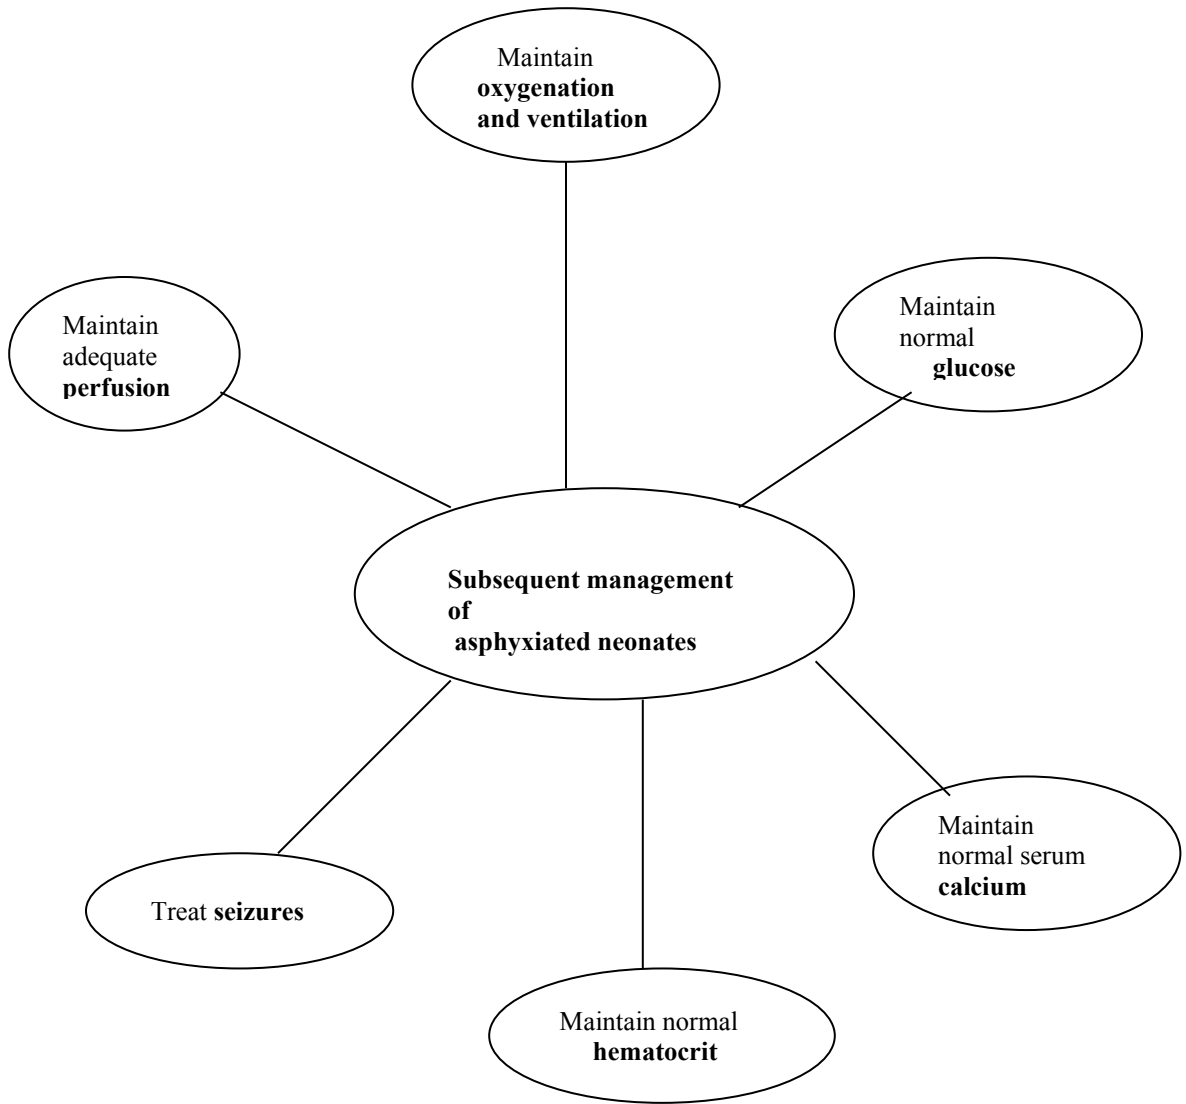 Maintain
oxygenation
and ventilation
Maintain
normal
glucose
Maintain
adequate
perfusion
Subsequent management
of
asphyxiated neonates
Maintain
normal serum
calcium
Treat seizures
Maintain normal
hematocrit